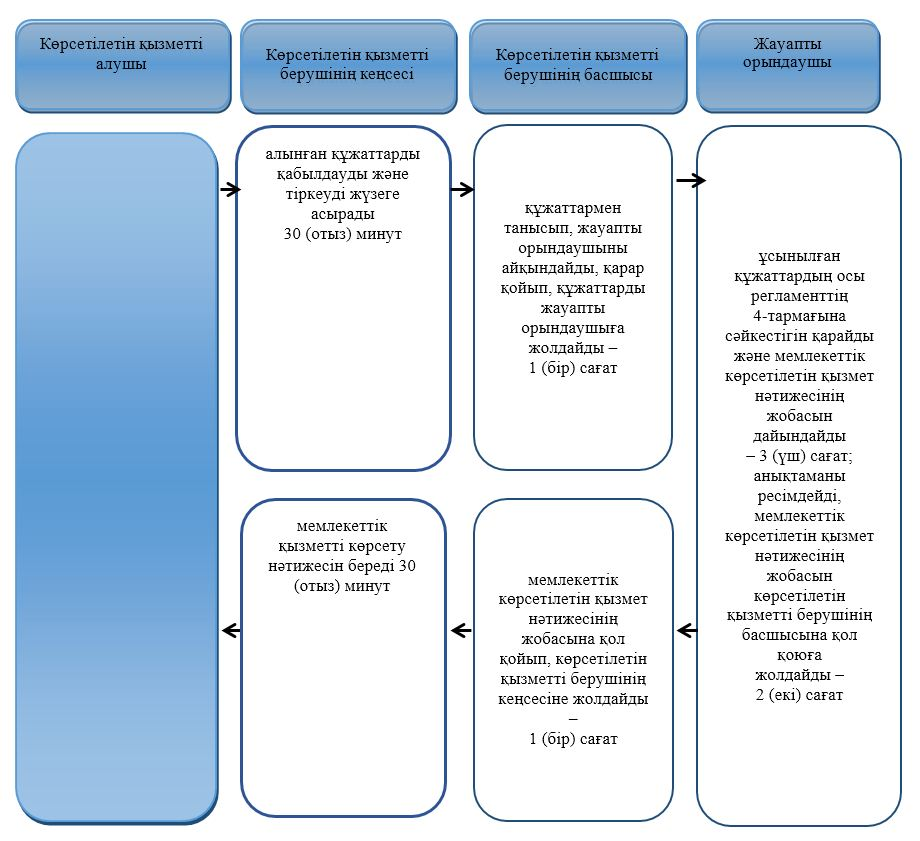 Көрсетілетін қызметті
алушы
Көрсетілетін қызметті
берушінің кеңсесі
Көрсетілетін қызметті
берушінің басшысы
Жауапты
орындаушы
алынған құжаттарды
қабылдауды және
тіркеуді жүзеге
асырады
30 (отыз) минут
құжаттармен
танысып, жауапты
орындаушыны
айқындайды, қарар
қойып, құжаттарды
жауапты
орындаушыға
жолдайды –
1 (бір) сағат
ұсынылған
құжаттардың осы
регламенттің
4-тармағына
сәйкестігін қарайды
және мемлекеттік
көрсетілетін қызмет
нәтижесінің
жобасын
дайындайды
– 3 (үш) сағат;
анықтаманы
ресімдейді,
мемлекеттік
көрсетілетін қызмет
нәтижесінің
жобасын
көрсетілетін
қызметті берушінің
басшысына қол
қоюға
жолдайды –
2 (екі) сағат
мемлекеттік
қызметті көрсету
нәтижесін береді 30
(отыз) минут
мемлекеттік
көрсетілетін қызмет
нәтижесінің
жобасына қол
қойып, көрсетілетін
қызметті берушінің
кеңсесіне жолдайды
–
1 (бір) сағат